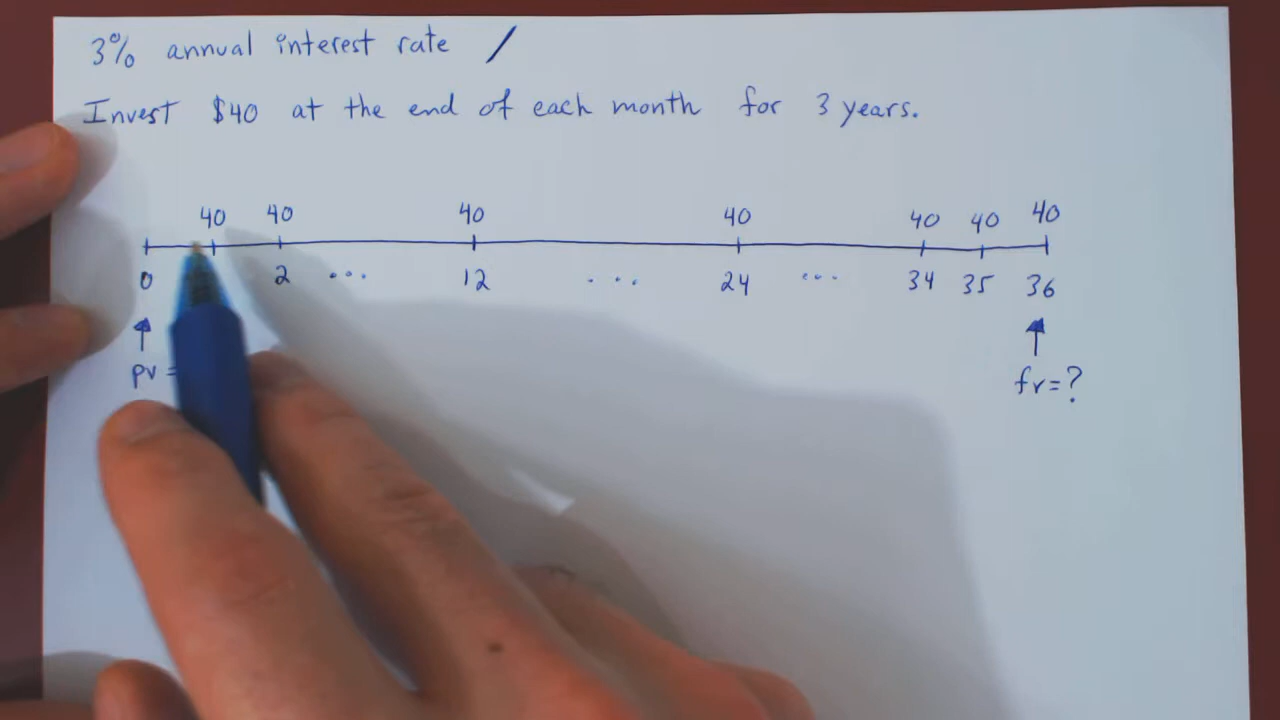 3% annual interest rate /
Invest $40 at the end of each month for 3 years.
40 40 40 40 40 40 40
0 2 ... 12 ... 24 ... 34 35 36
pv = fv=?